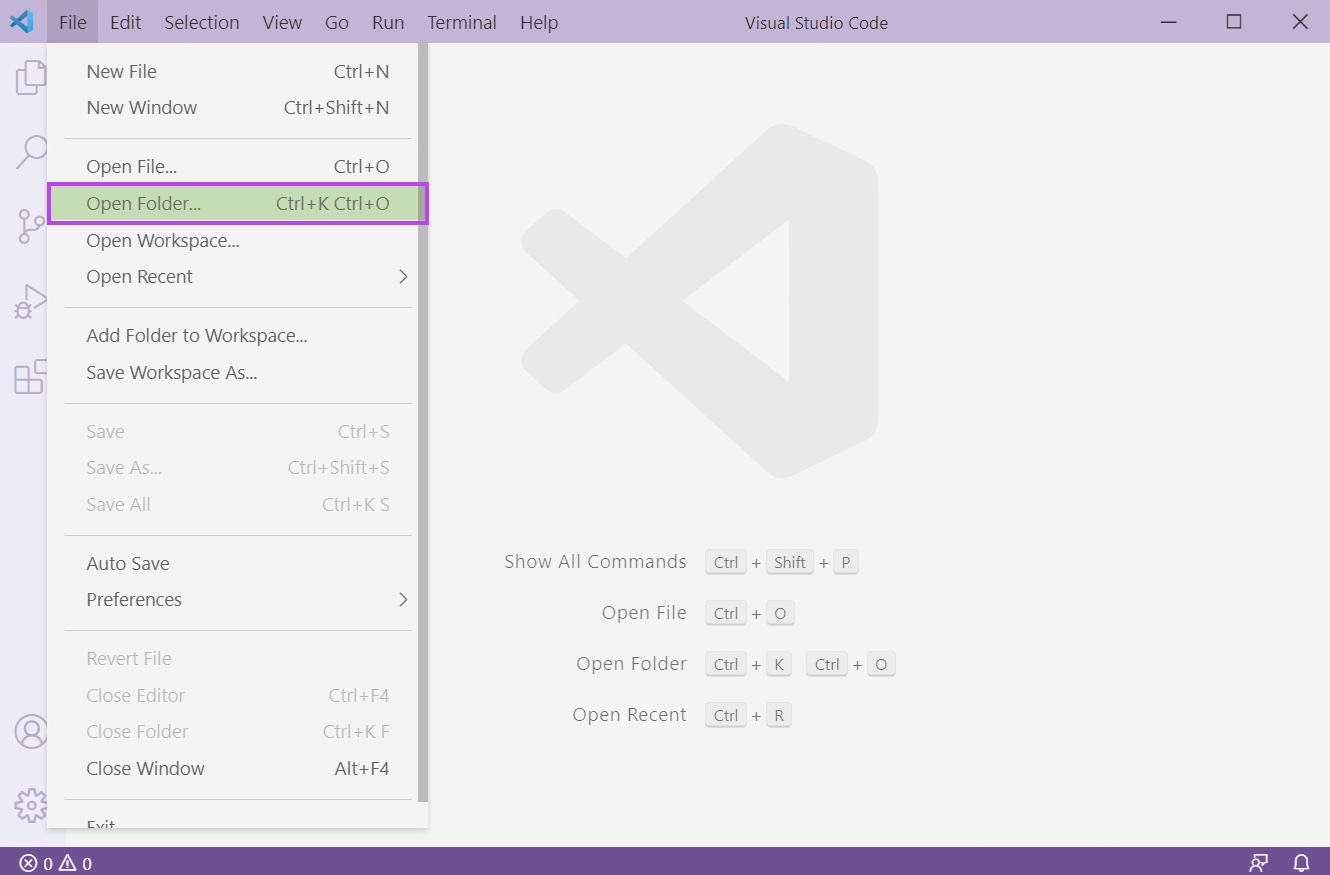 File Edit Selection View Go Run Terminal Help Visual Studio Code
New File Ctrl+N
New Window Ctrl+Shift+N
Open File... Ctrl+O
Open Folder... Ctrl+K Ctrl+O
Open Workspace...
Open Recent
Add Folder to Workspace...
Save Workspace As...
Save Ctrl+S
Save As... Ctrl+Shift+S
Save All Ctrl+K S
Auto Save
Preferences
Revert File
Close Editor Ctrl+F4
Close Folder Ctrl+K F
Close Window Alt+F4
Exit
Show All Commands Ctrl + Shift + P
Open File Ctrl + O
Open Folder Ctrl + K Ctrl + O
Open Recent Ctrl + R
0 0